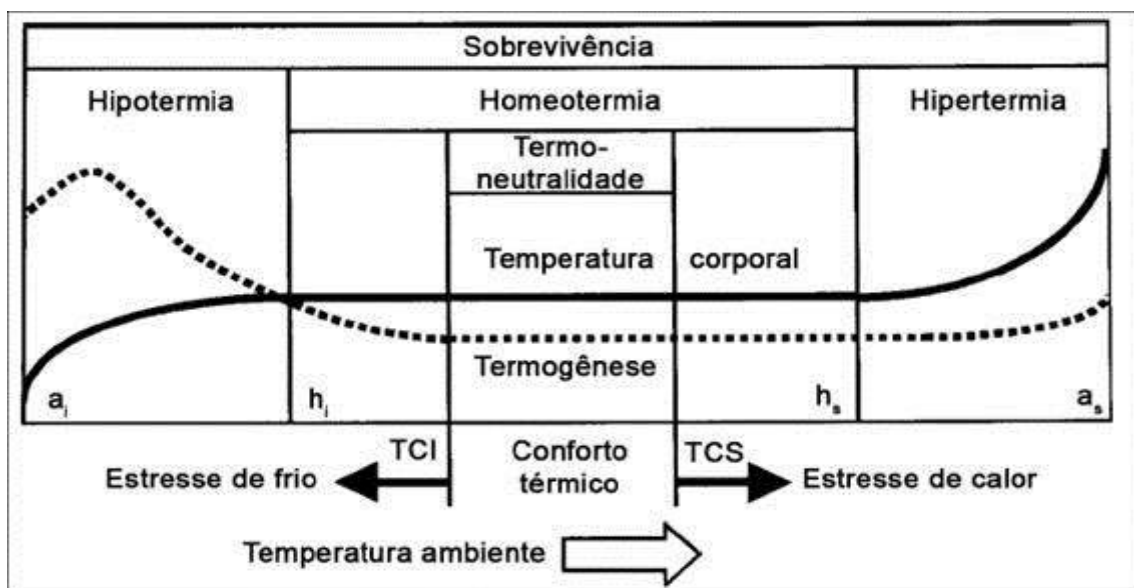 Sobrevivência
Hipotermia
Homeotermia
Hipertermia
Termo-
neutralidade
Temperatura corporal
Termogênese
aᵢ
hᵢ
hₛ
aₛ
TCI
Conforto
térmico
TCS
Estresse de frio
Estresse de calor
Temperatura ambiente